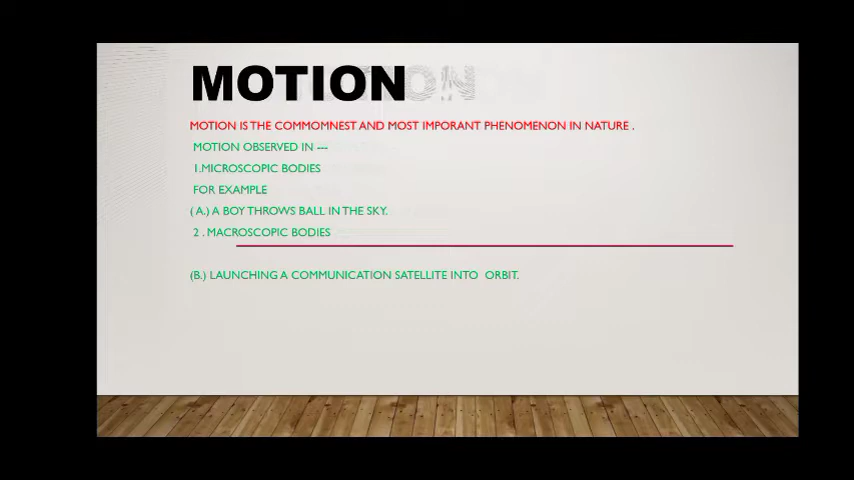 MOTION
MOTION IS THE COMMOMNEST AND MOST IMPORANT PHENOMENON IN NATURE .
MOTION OBSERVED IN ---
1.MICROSCOPIC BODIES
FOR EXAMPLE
( A.) A BOY THROWS BALL IN THE SKY.
2 . MACROSCOPIC BODIES
(B.) LAUNCHING A COMMUNICATION SATELLITE INTO ORBIT.